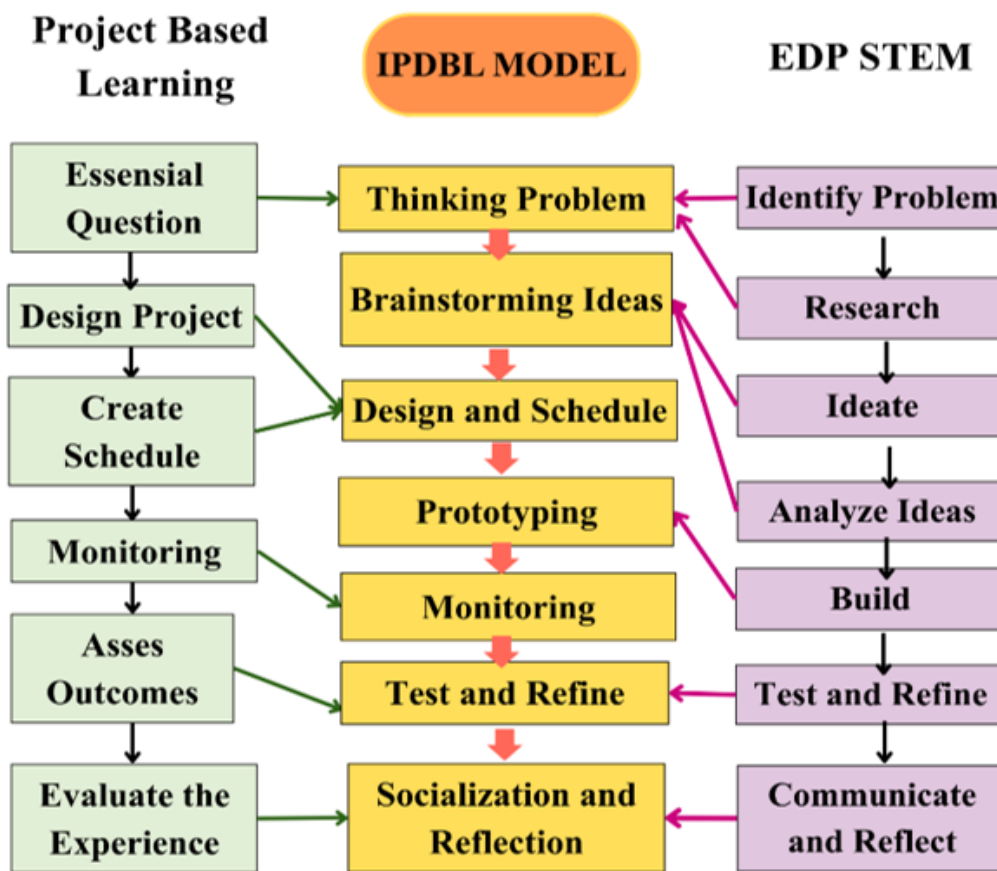 Project Based
Learning
Essensial
Question
Design Project
Create
Schedule
Monitoring
Asses
Outcomes
Evaluate the
Experience
IPDBL MODEL
Thinking Problem
Brainstorming Ideas
Design and Schedule
Prototyping
Monitoring
Test and Refine
Socialization and
Reflection
EDP STEM
Identify Problem
Research
Ideate
Analyze Ideas
Build
Test and Refine
Communicate
and Reflect